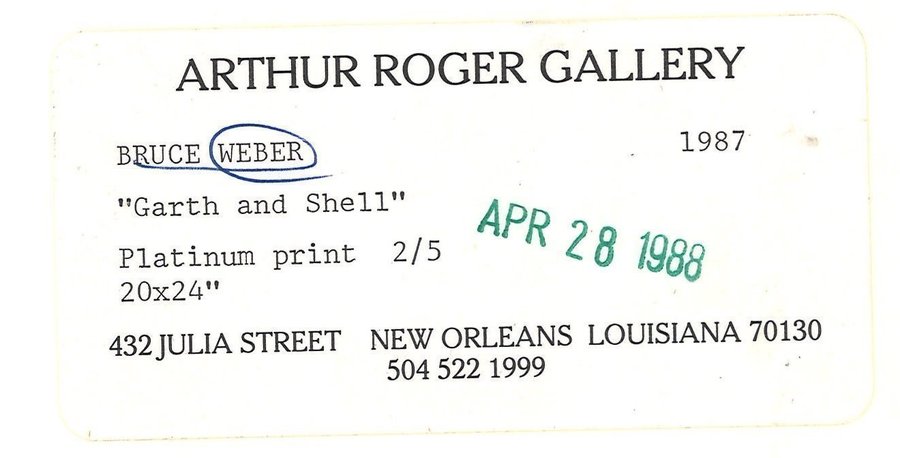 ARTHUR ROGER GALLERY
BRUCE WEBER 1987
"Garth and Shell"
APR 28 1988
Platinum print 2/5
20x24"
432 JULIA STREET NEW ORLEANS LOUISIANA 70130
504 522 1999